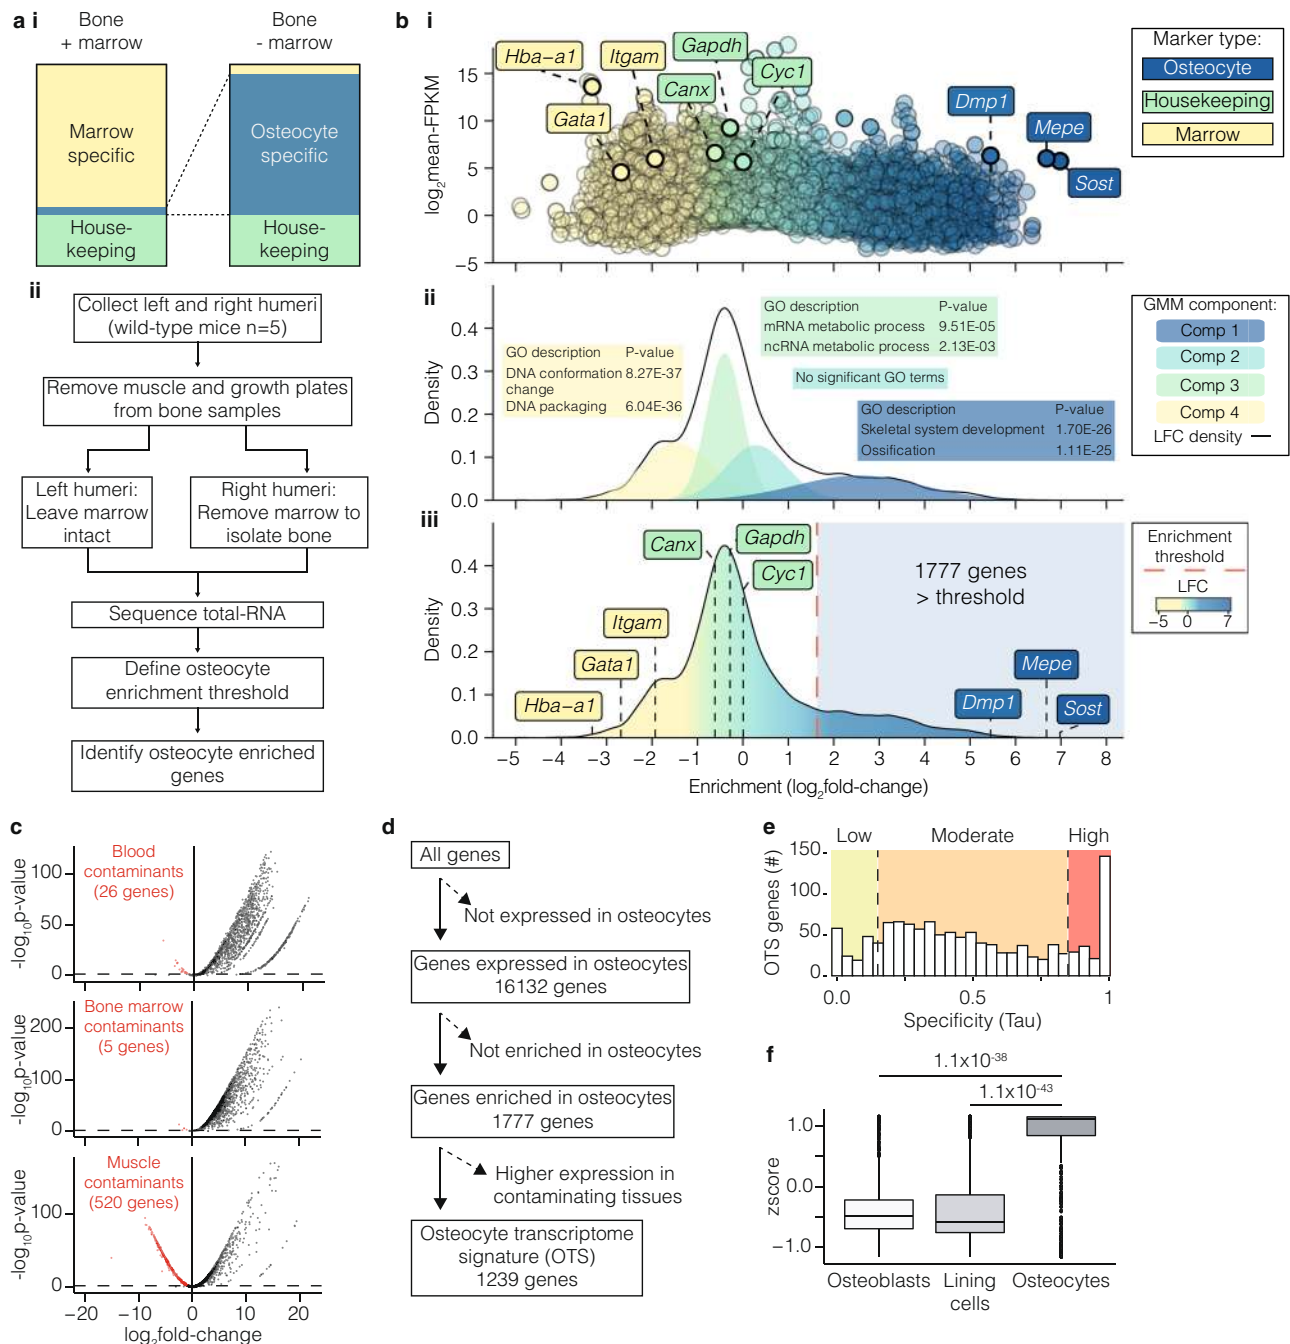 a i
Bone
+ marrow
Bone
- marrow
Marrow
specific
Osteocyte
specific
House-
keeping
House-
keeping
ii
Collect left and right humeri
(wild-type mice n=5)
Remove muscle and growth plates
from bone samples
Left humeri:
Leave marrow
intact
Right humeri:
Remove marrow to
isolate bone
Sequence total-RNA
Define osteocyte
enrichment threshold
Identify osteocyte enriched
genes
b i
log₂mean-FPKM
15
10
5
0
−5
Hba−a1
Itgam
Gapdh
Canx
Cyc1
Gata1
Dmp1
Mepe
Sost
Marker type:
Osteocyte
Housekeeping
Marrow
ii
Density
0.4
0.3
0.2
0.1
0.0
GO description P-value
DNA conformation 8.27E-37
change
DNA packaging 6.04E-36
GO description P-value
mRNA metabolic process 9.51E-05
ncRNA metabolic process 2.13E-03
No significant GO terms
GO description P-value
Skeletal system development 1.70E-26
Ossification 1.11E-25
GMM component:
Comp 1
Comp 2
Comp 3
Comp 4
LFC density
iii
Density
0.4
0.3
0.2
0.1
0.0
Canx
Gapdh
Cyc1
Itgam
Gata1
Hba−a1
1777 genes
> threshold
Dmp1
Mepe
Sost
−5 −4 −3 −2 −1 0 1 2 3 4 5 6 7 8
Enrichment (log₂fold-change)
Enrichment
threshold
LFC
−5 0 7
c
Blood
contaminants
(26 genes)
-log₁₀p-value
100
50
0
Bone marrow
contaminants
(5 genes)
-log₁₀p-value
200
100
0
Muscle
contaminants
(520 genes)
-log₁₀p-value
100
0
−20 −10 0 10 20
log₂fold-change
d
All genes
Not expressed in osteocytes
Genes expressed in osteocytes
16132 genes
Not enriched in osteocytes
Genes enriched in osteocytes
1777 genes
Higher expression in
contaminating tissues
Osteocyte transcriptome
signature (OTS)
1239 genes
e
Low Moderate High
OTS genes (#)
150
100
50
0
0.0 0.5 1
Specificity (Tau)
f
1.1x10⁻³⁸
1.1x10⁻⁴³
zscore
1.0
0.0
−1.0
Osteoblasts Lining Osteocytes
cells